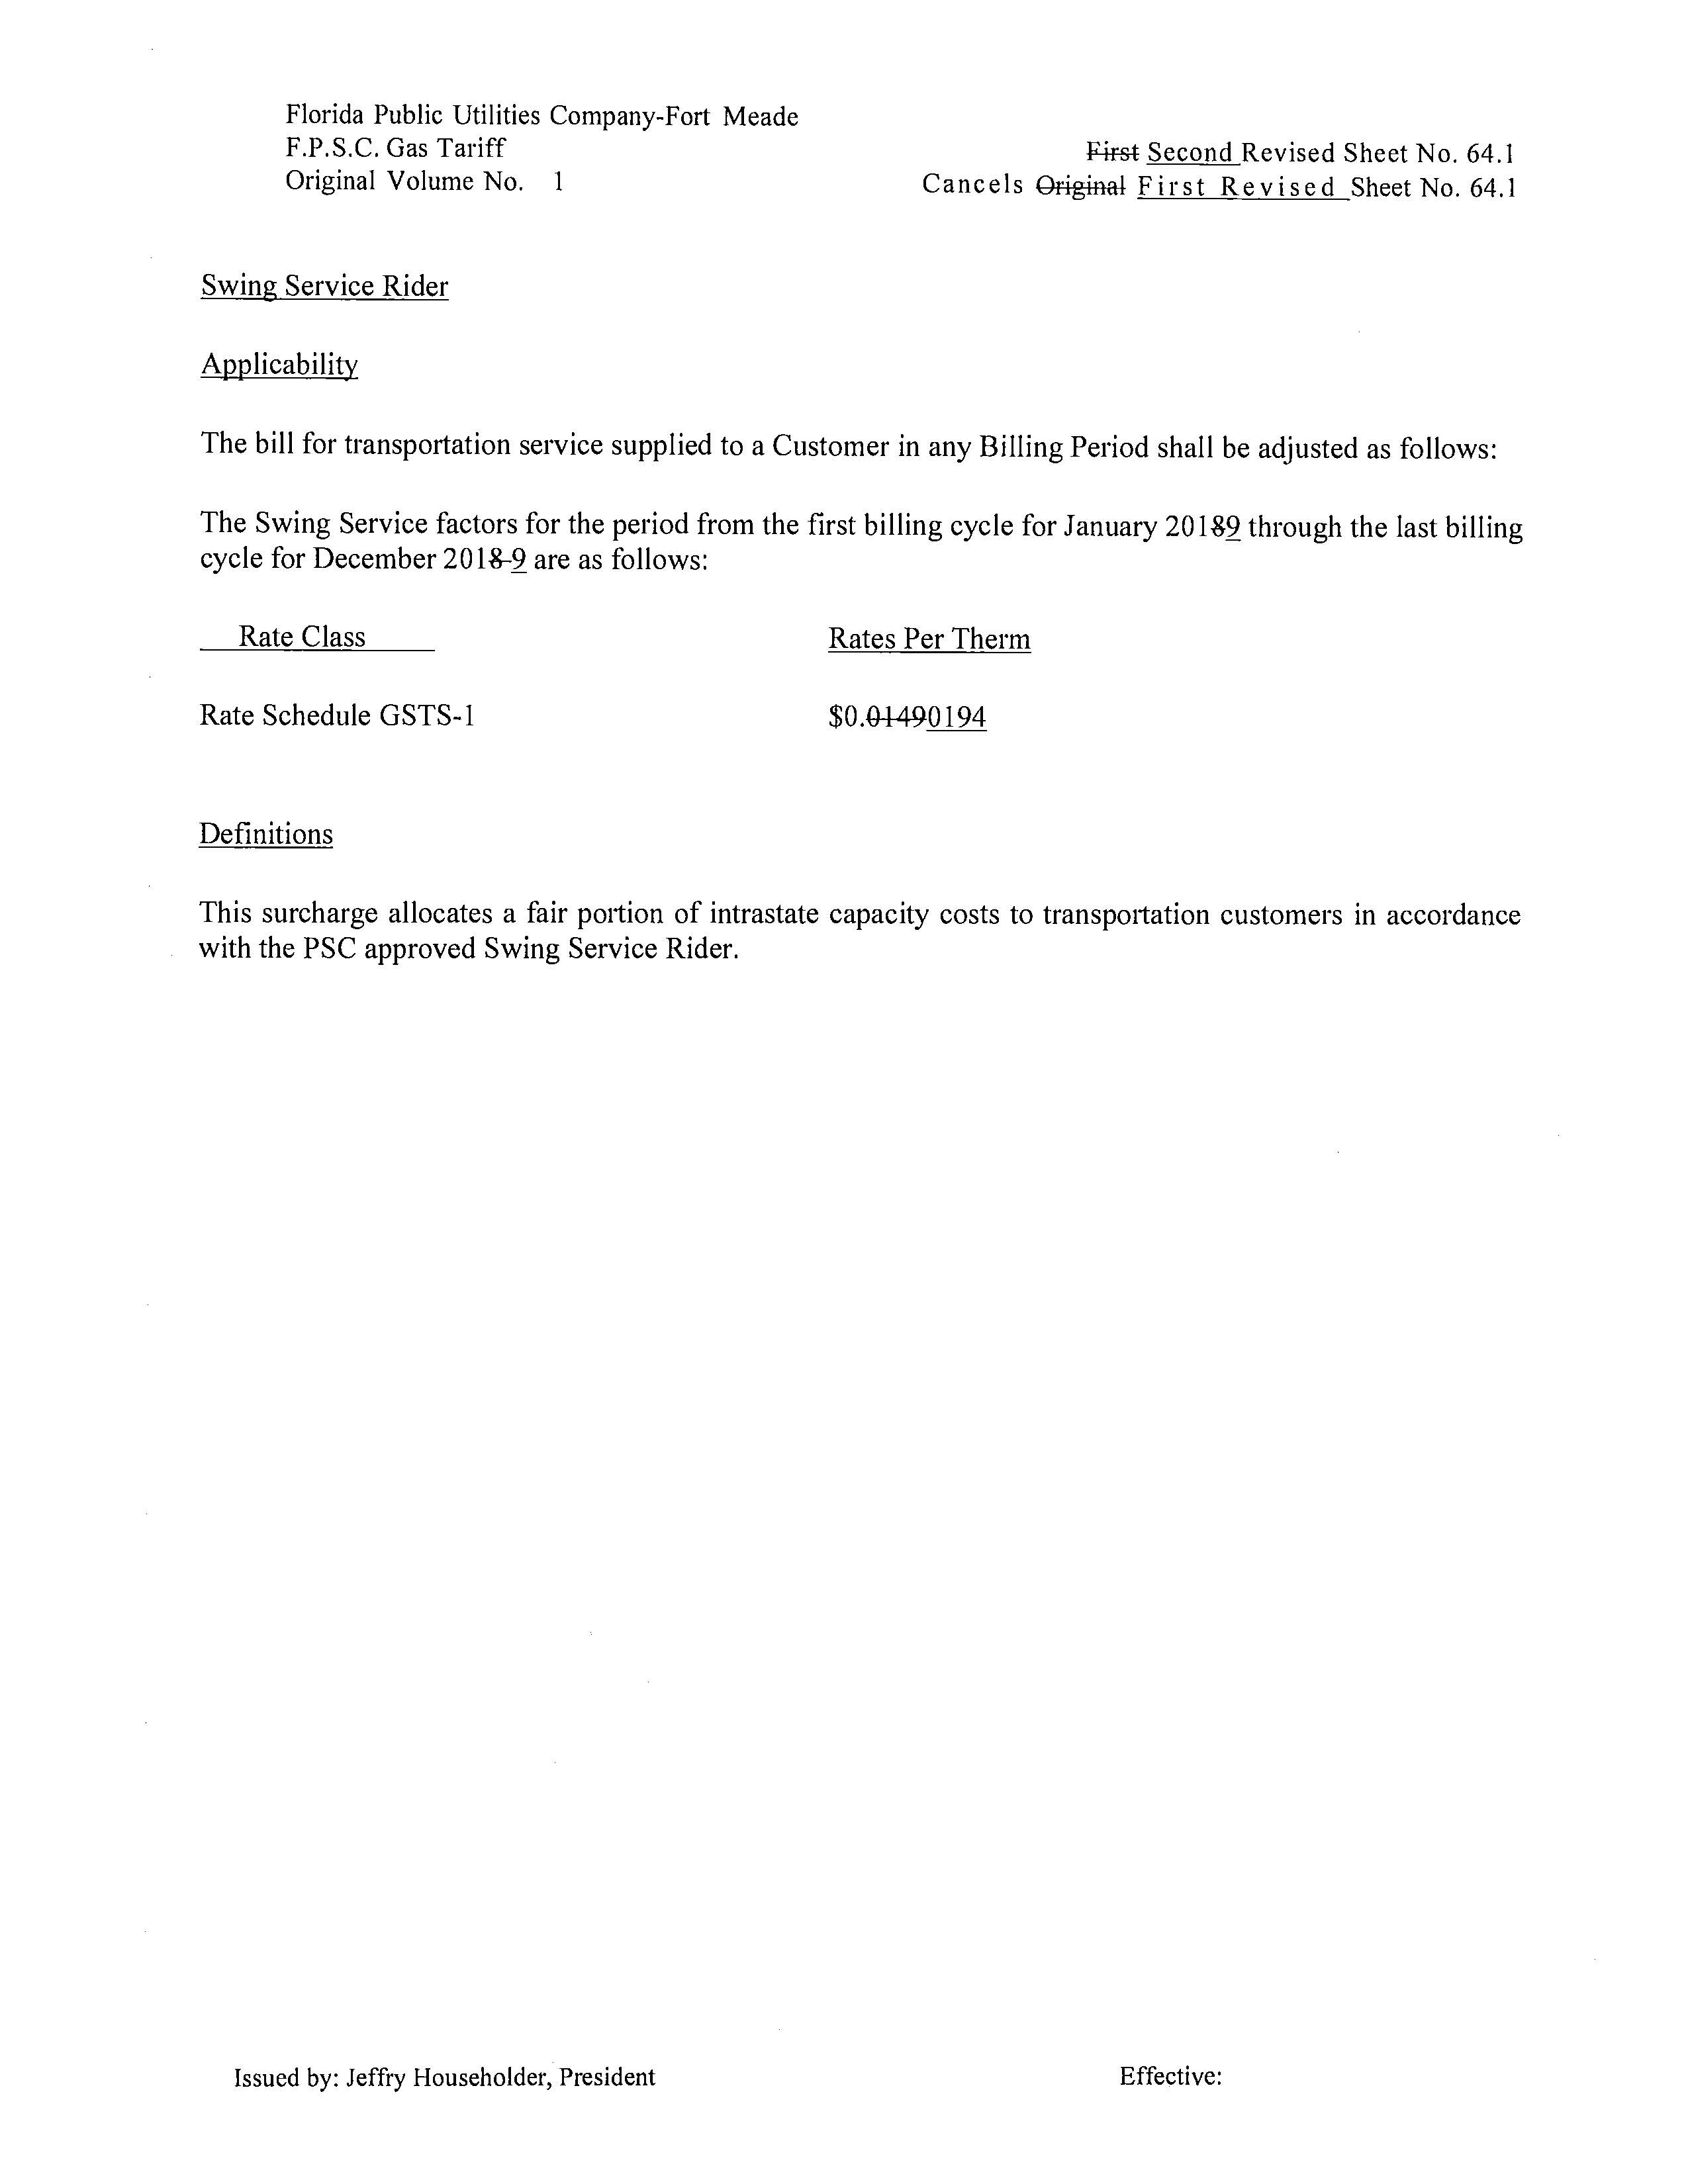 Florida Public Utilities Company-Fort Meade
F.P.S.C. Gas Tariff
Original Volume No. 1
First Second Revised Sheet No. 64.1
Cancels Original First Revised Sheet No. 64.1
Swing Service Rider
Applicability
The bill for transportation service supplied to a Customer in any Billing Period shall be adjusted as follows:
The Swing Service factors for the period from the first billing cycle for January 20189 through the last billing
cycle for December 2018 9 are as follows:
Rate Class
Rates Per Therm
Rate Schedule GSTS-1
$0.01490194
Definitions
This surcharge allocates a fair portion of intrastate capacity costs to transportation customers in accordance
with the PSC approved Swing Service Rider.
Issued by: Jeffry Householder, President
Effective: